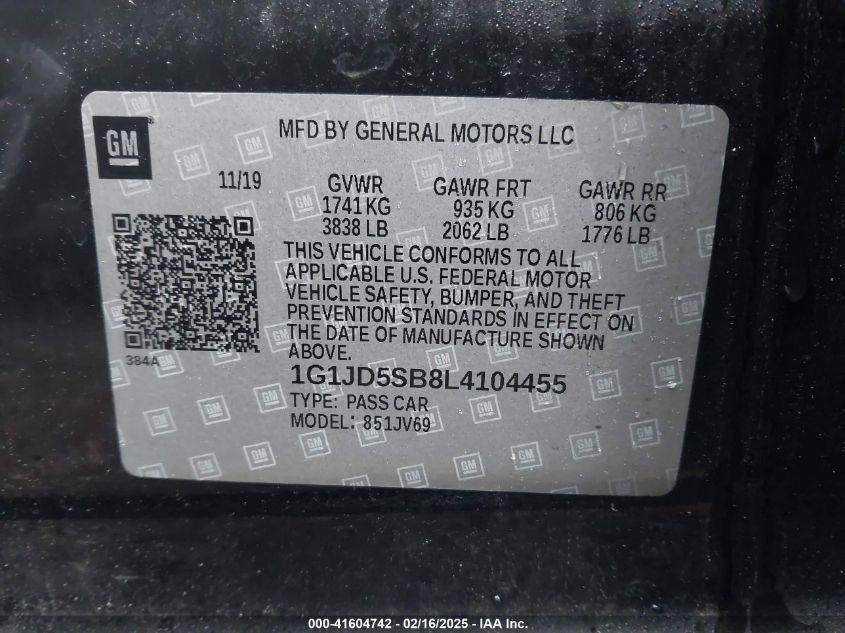 GM
MFD BY GENERAL MOTORS LLC
11/19
GVWR GAWR FRT GAWR RR
1741 KG 935 KG 806 KG
3838 LB 2062 LB 1776 LB
THIS VEHICLE CONFORMS TO ALL
APPLICABLE U.S. FEDERAL MOTOR
VEHICLE SAFETY, BUMPER, AND THEFT
PREVENTION STANDARDS IN EFFECT ON
THE DATE OF MANUFACTURE SHOWN
ABOVE.
384A
1G1JD5SB8L4104455
TYPE: PASS CAR
MODEL: 851JV69
000-41604742 - 02/16/2025 - IAA Inc.